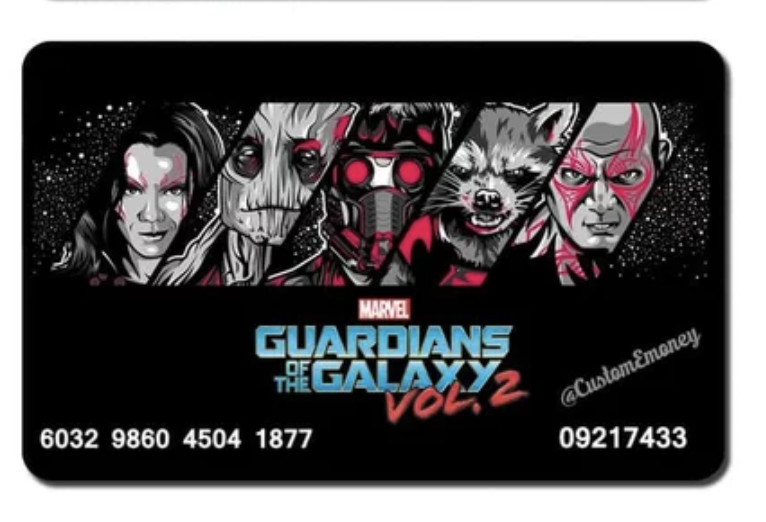 MARVEL
GUARDIANS
OF
THE GALAXY
VOL. 2
@CustomEmoney
6032 9860 4504 1877
09217433